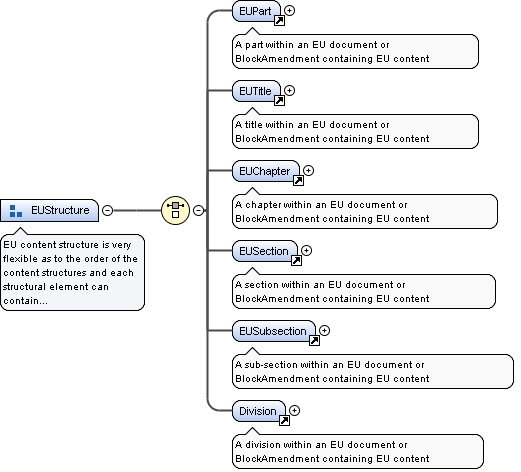 EUPart
A part within an EU document or
BlockAmendment containing EU content
EUTitle
A title within an EU document or
BlockAmendment containing EU content
EUChapter
A chapter within an EU document or
BlockAmendment containing EU content
EUStructure
EU content structure is very
flexible as to the order of the
content structures and each
structural element can
contain...
EUSection
A section within an EU document or
BlockAmendment containing EU content
EUSubsection
A sub-section within an EU document or
BlockAmendment containing EU content
Division
A division within an EU document or
BlockAmendment containing EU content